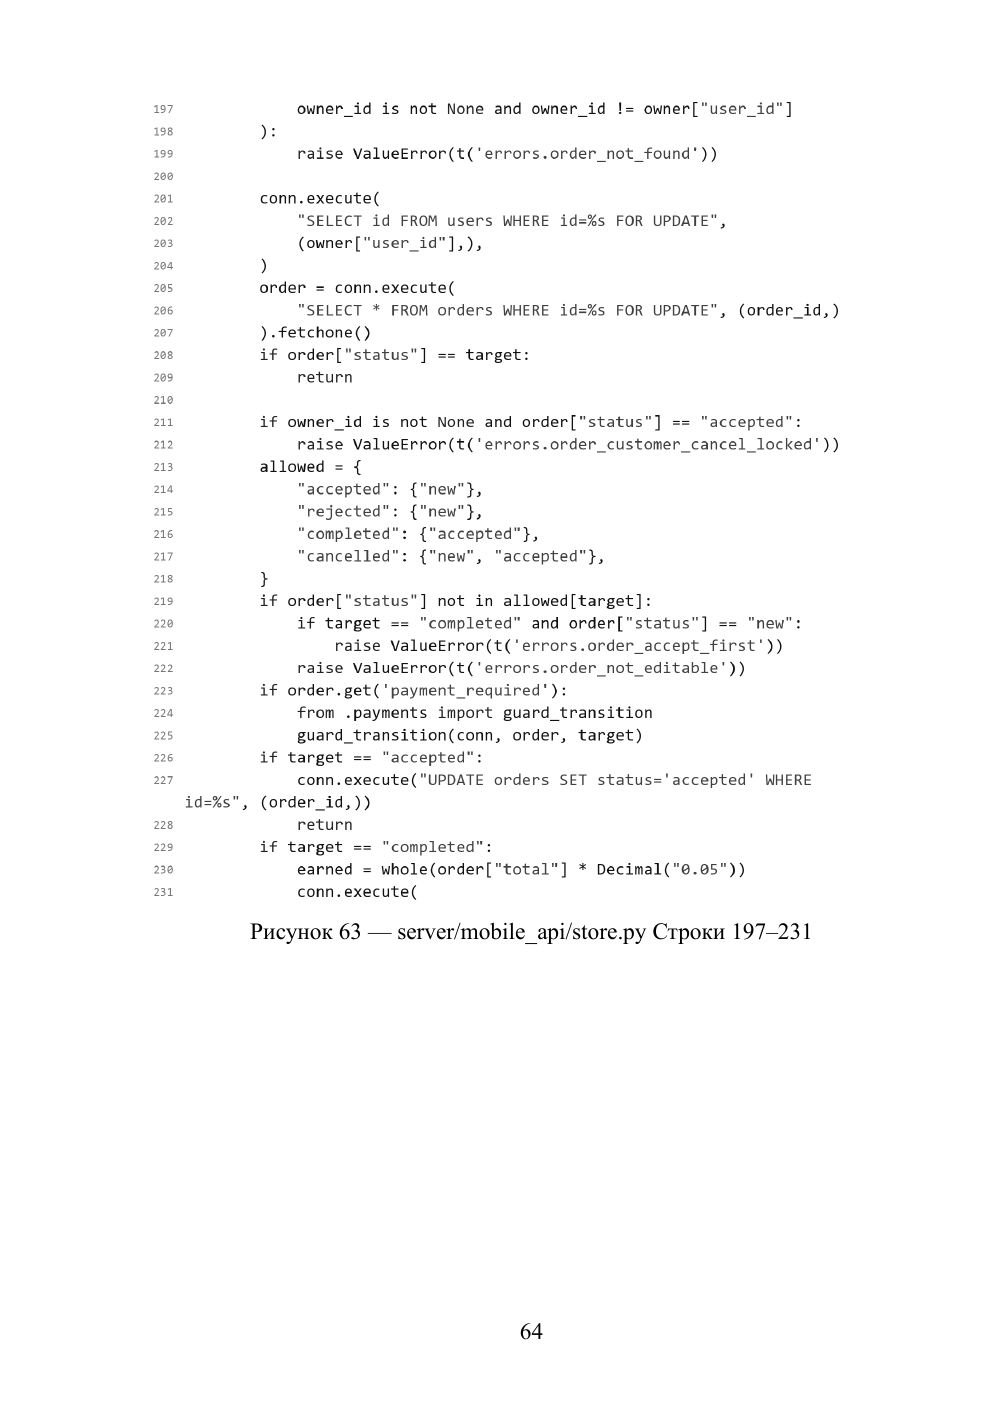 197             owner_id is not None and owner_id != owner["user_id"]
198         ):
199             raise ValueError(t('errors.order_not_found'))
200
201         conn.execute(
202             "SELECT id FROM users WHERE id=%s FOR UPDATE",
203             (owner["user_id"],),
204         )
205         order = conn.execute(
206             "SELECT * FROM orders WHERE id=%s FOR UPDATE", (order_id,)
207         ).fetchone()
208         if order["status"] == target:
209             return
210
211         if owner_id is not None and order["status"] == "accepted":
212             raise ValueError(t('errors.order_customer_cancel_locked'))
213         allowed = {
214             "accepted": {"new"},
215             "rejected": {"new"},
216             "completed": {"accepted"},
217             "cancelled": {"new", "accepted"},
218         }
219         if order["status"] not in allowed[target]:
220             if target == "completed" and order["status"] == "new":
221                 raise ValueError(t('errors.order_accept_first'))
222             raise ValueError(t('errors.order_not_editable'))
223         if order.get('payment_required'):
224             from .payments import guard_transition
225             guard_transition(conn, order, target)
226         if target == "accepted":
227             conn.execute("UPDATE orders SET status='accepted' WHERE
id=%s", (order_id,))
228             return
229         if target == "completed":
230             earned = whole(order["total"] * Decimal("0.05"))
231             conn.execute(
Рисунок 63 — server/mobile_api/store.py Строки 197–231
64